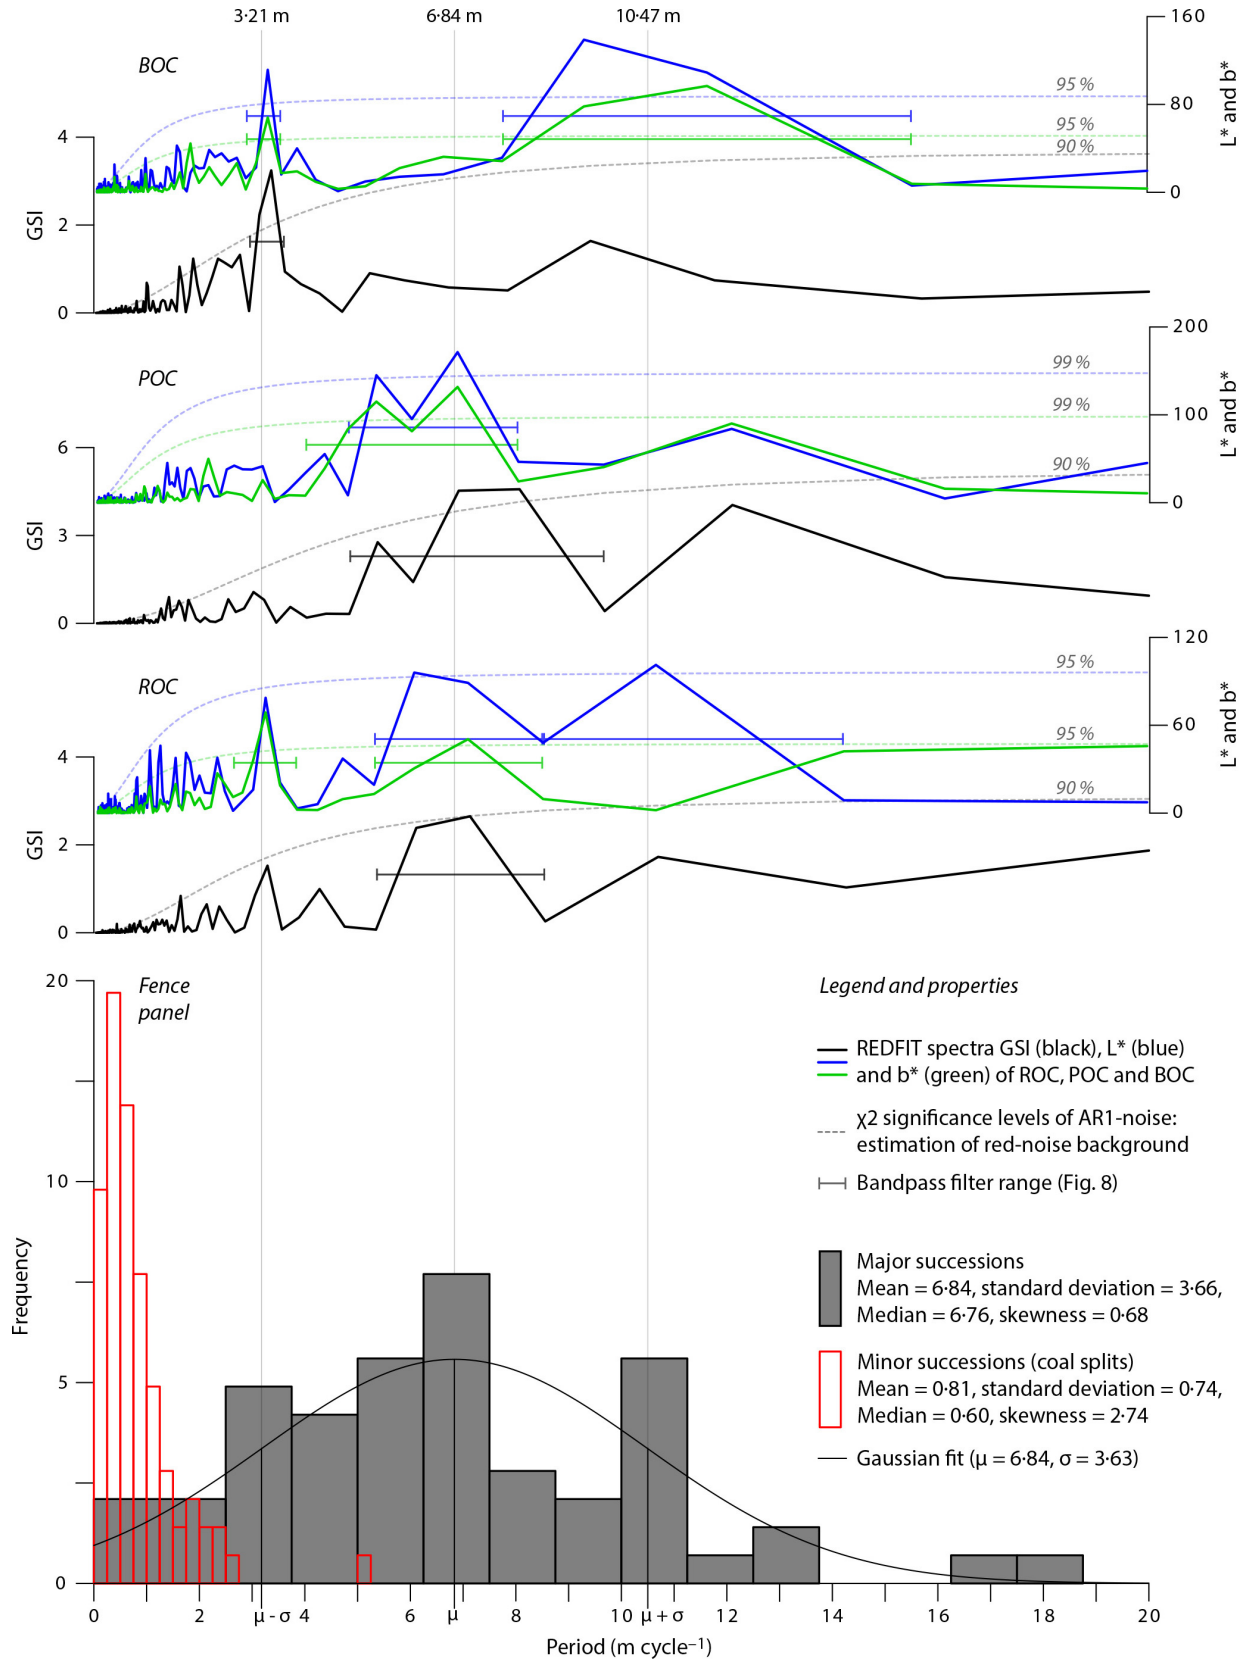 3·21 m
6·84 m
10·47 m
160
80
0
L* and b*
BOC
95 %
95 %
90 %
4
2
0
GSI
200
100
0
L* and b*
POC
99 %
99 %
90 %
6
3
0
GSI
120
60
0
L* and b*
ROC
95 %
95 %
90 %
4
2
0
GSI
20
10
5
0
Frequency
Fence
panel
Legend and properties
REDFIT spectra GSI (black), L* (blue)
and b* (green) of ROC, POC and BOC
χ2 significance levels of AR1-noise:
estimation of red-noise background
Bandpass filter range (Fig. 8)
Major successions
Mean = 6·84, standard deviation = 3·66,
Median = 6·76, skewness = 0·68
Minor successions (coal splits)
Mean = 0·81, standard deviation = 0·74,
Median = 0·60, skewness = 2·74
Gaussian fit (μ = 6·84, σ = 3·63)
0 2 μ - σ 4 6 μ 8 10 μ + σ 12 14 16 18 20
Period (m cycle⁻¹)